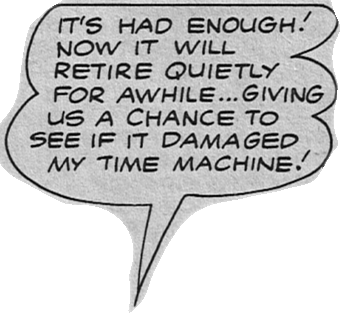 IT'S HAD ENOUGH!
NOW IT WILL
RETIRE QUIETLY
FOR AWHILE...GIVING
US A CHANCE TO
SEE IF IT DAMAGED
MY TIME MACHINE!